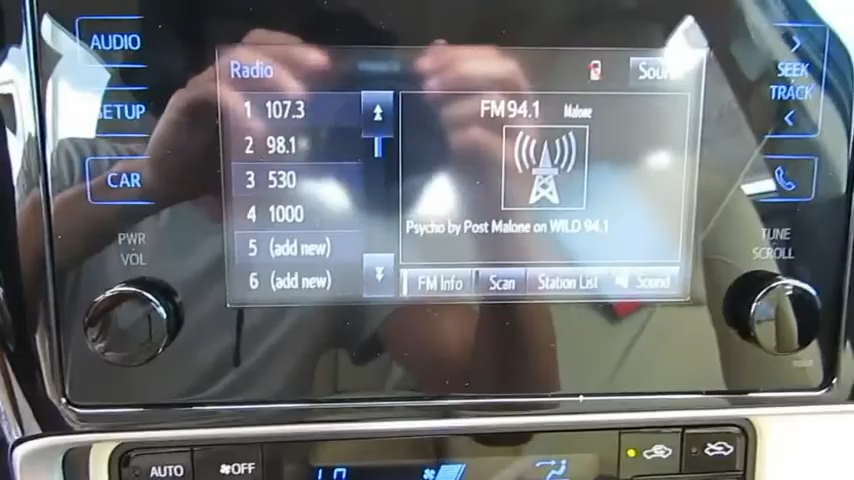 AUDIO
SETUP
CAR
PWR
VOL
Radio
1 107.3
2 98.1
3 530
4 1000
5 (add new)
6 (add new)
FM 94.1 Malone
Psycho by Post Malone on WILD 94.1
FM Info Scan Station List Sound
SEEK
TRACK
TUNE
SCROLL
AUTO OFF
LO